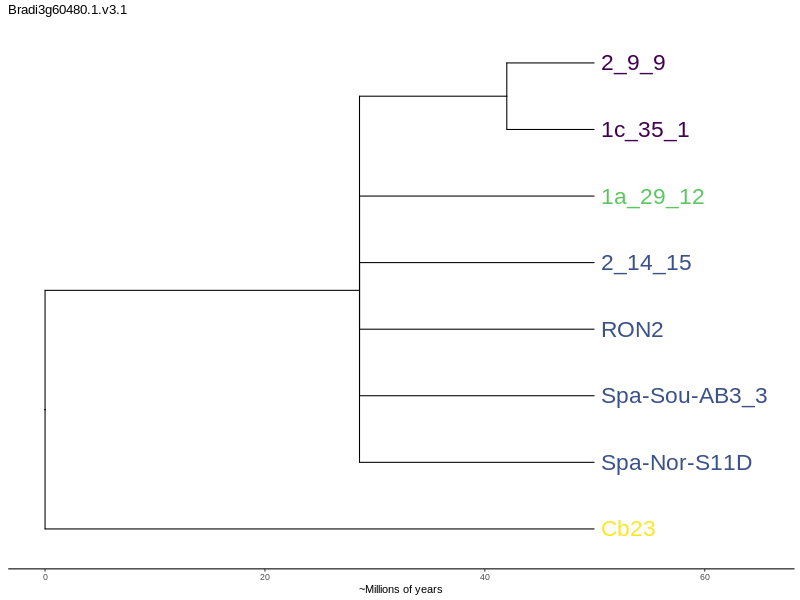 Bradi3g60480.1.v3.1
2_9_9
1c_35_1
1a_29_12
2_14_15
RON2
Spa-Sou-AB3_3
Spa-Nor-S11D
Cb23
0 20 40 60
~Millions of years